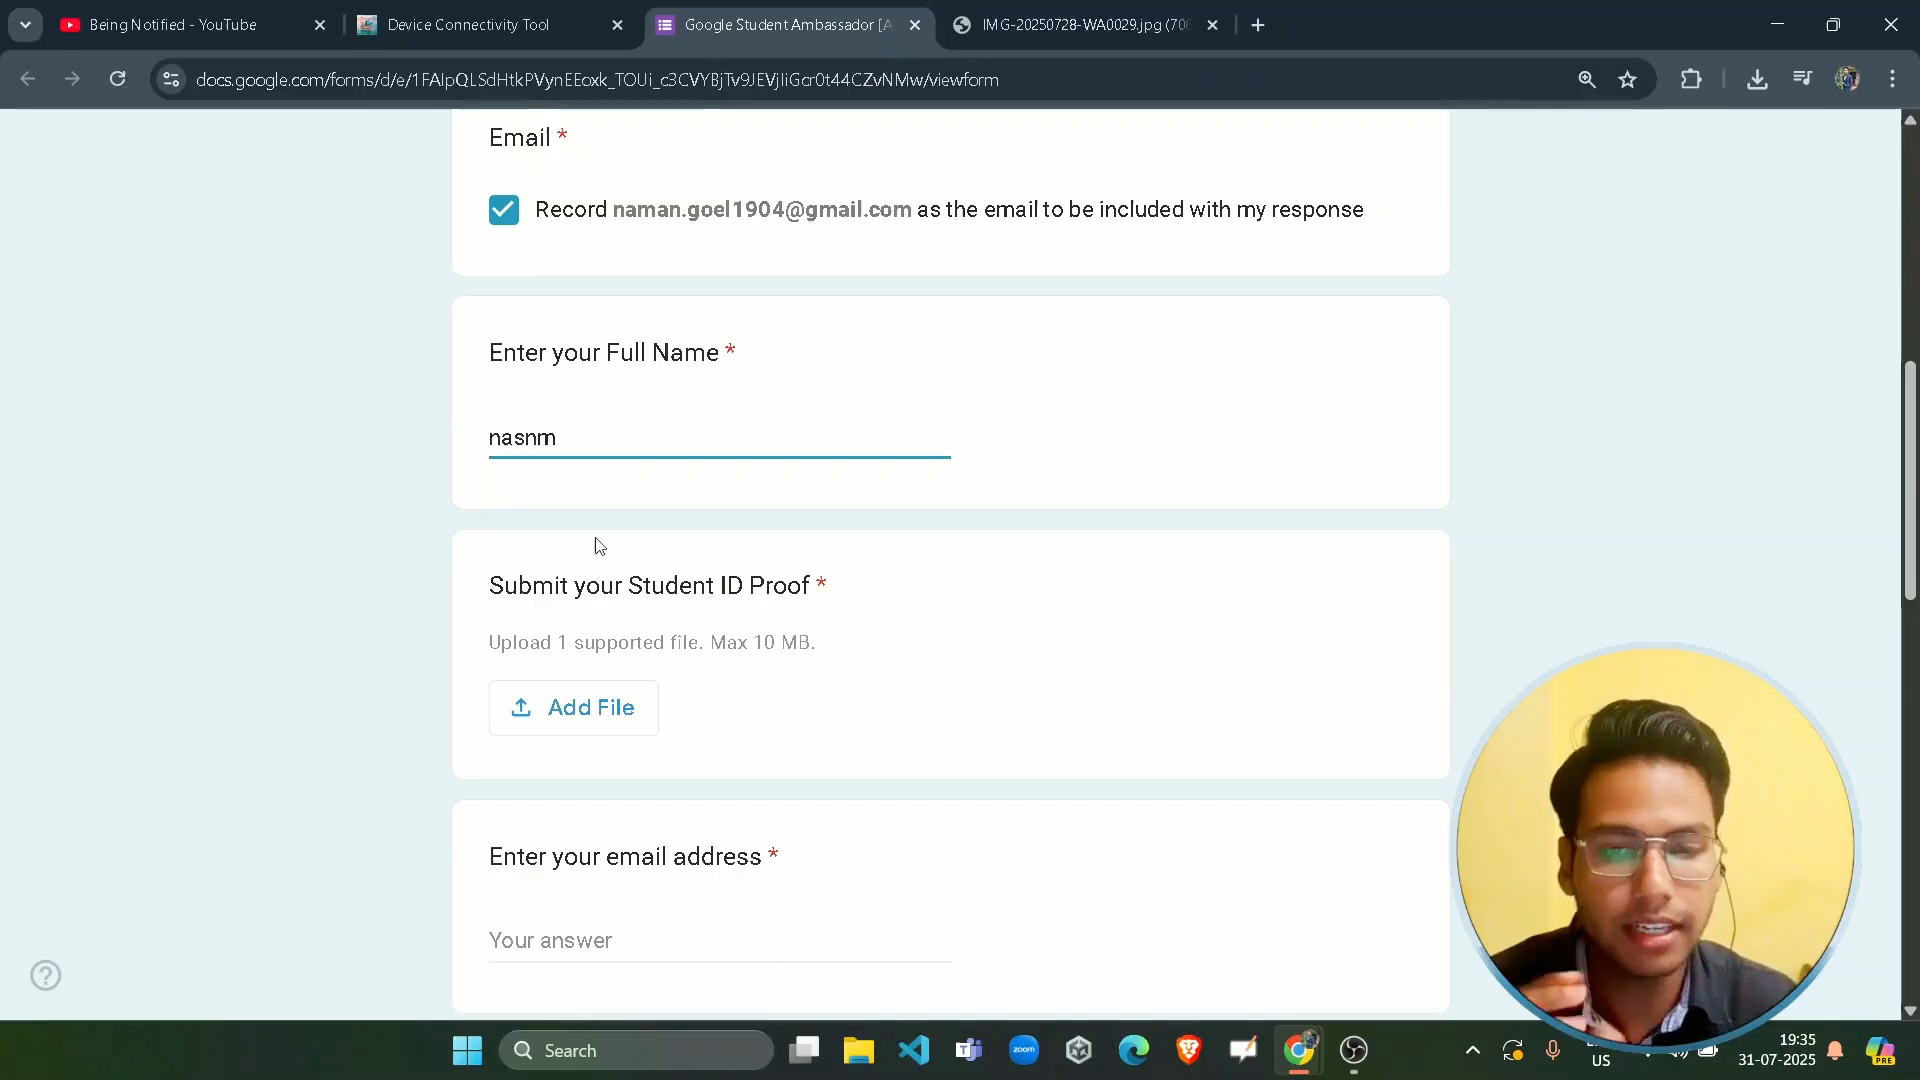 Being Notified - YouTube
Device Connectivity Tool
Google Student Ambassador [A
IMG-20250728-WA0029.jpg (706
docs.google.com/forms/d/e/1FAIpQLSdHtkPVynEEoxk_TOUi_c3CVYBjTv9JEVjIiGcr0t44CZvNMw/viewform
Email *
Record naman.goel1904@gmail.com as the email to be included with my response
Enter your Full Name *
nasnm
Submit your Student ID Proof *
Upload 1 supported file. Max 10 MB.
Add File
Enter your email address *
Your answer
Search
zoom
US
19:35
31-07-2025
PRE